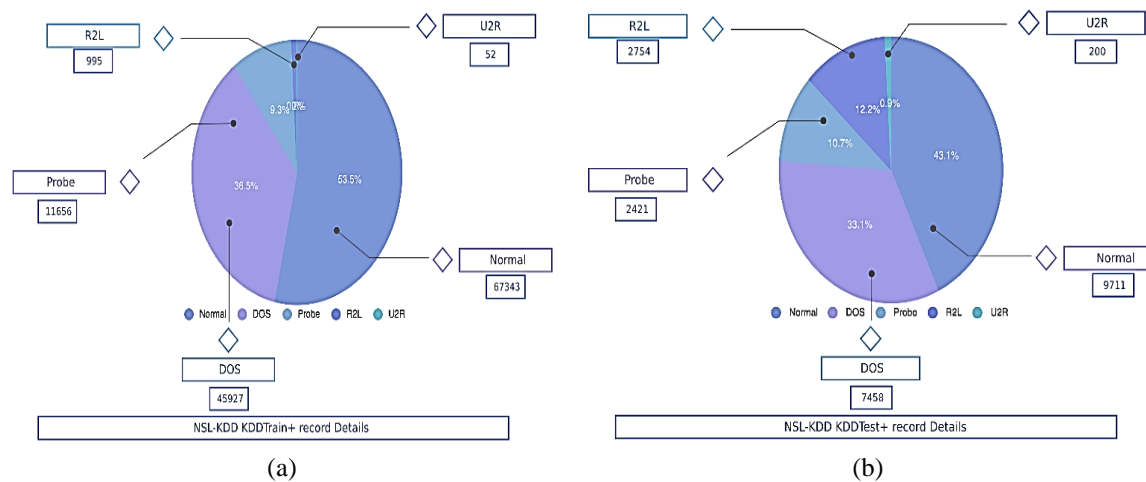 R2L
995
U2R
52
9.3%
36.5%
53.5%
Probe
11656
Normal
67343
Normal DOS Probe R2L U2R
DOS
45927
NSL-KDD KDDTrain+ record Details
(a)
R2L
2754
U2R
200
12.2%
0.9%
10.7%
43.1%
33.1%
Probe
2421
Normal
9711
Normal DOS Probo R2L U2R
DOS
7458
NSL-KDD KDDTest+ record Details
(b)